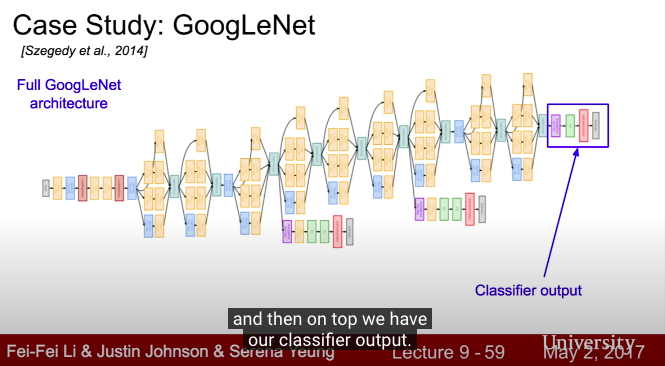 Case Study: GoogLeNet
[Szegedy et al., 2014]
Full GoogLeNet
architecture
Classifier output
and then on top we have
our classifier output.
Fei-Fei Li & Justin Johnson & Serena Yeung
Lecture 9 - 59
University
May 2, 2017